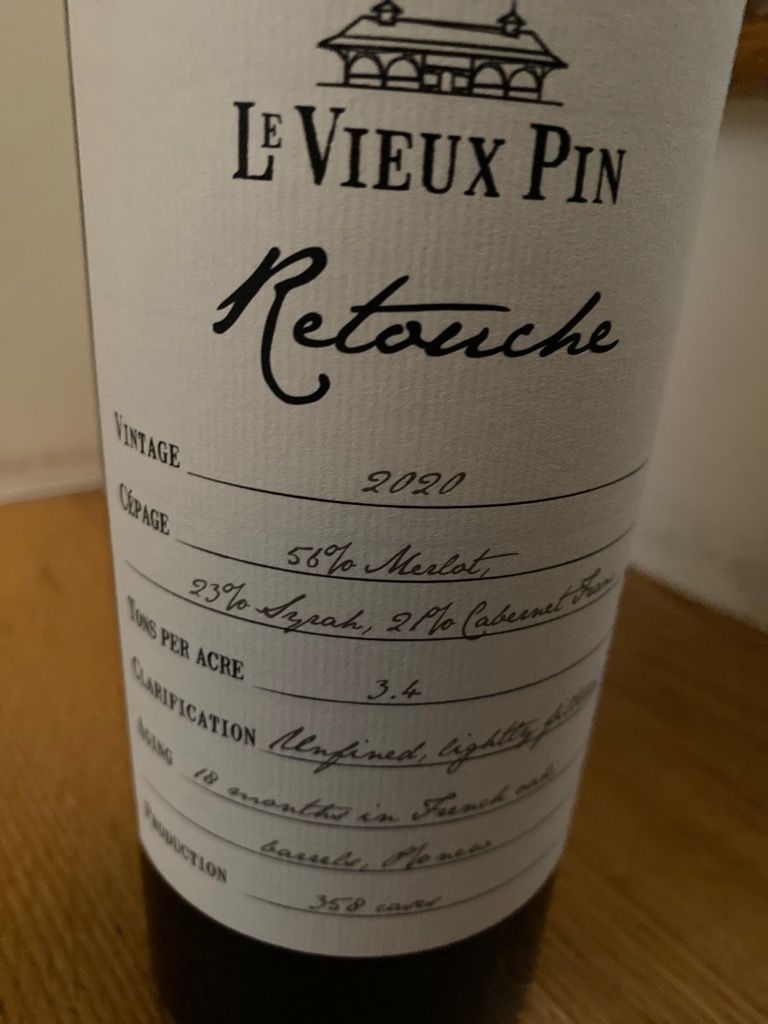 LE VIEUX PIN
Retouche
VINTAGE 2020
CÉPAGE 56% Merlot,
23% Syrah, 21% Cabernet Fran
TONS PER ACRE 3.4
CLARIFICATION Unfined, lightly
AGING 18 months in French oak
barrels,
PRODUCTION 358 cases